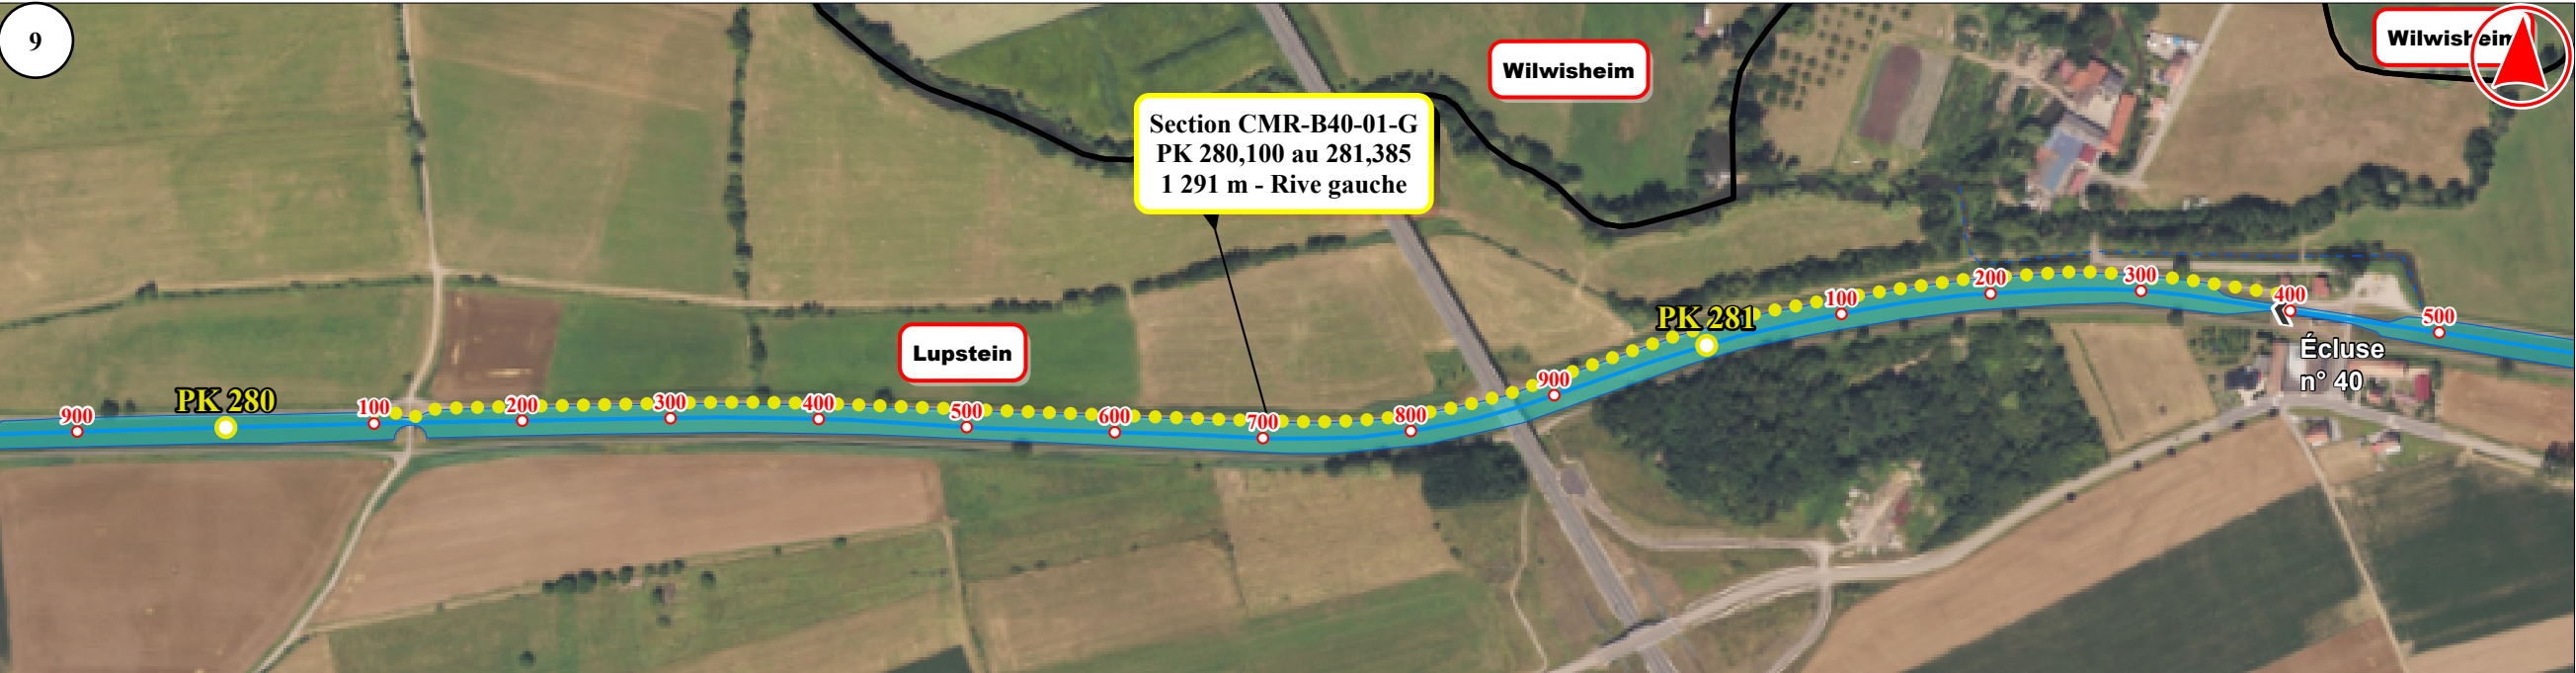 9
Wilwisheim
Wilwisheim
Section CMR-B40-01-G
PK 280,100 au 281,385
1 291 m - Rive gauche
Lupstein
900
PK 280
100
200
300
400
500
600
700
800
900
PK 281
100
200
300
400
500
Écluse
n° 40